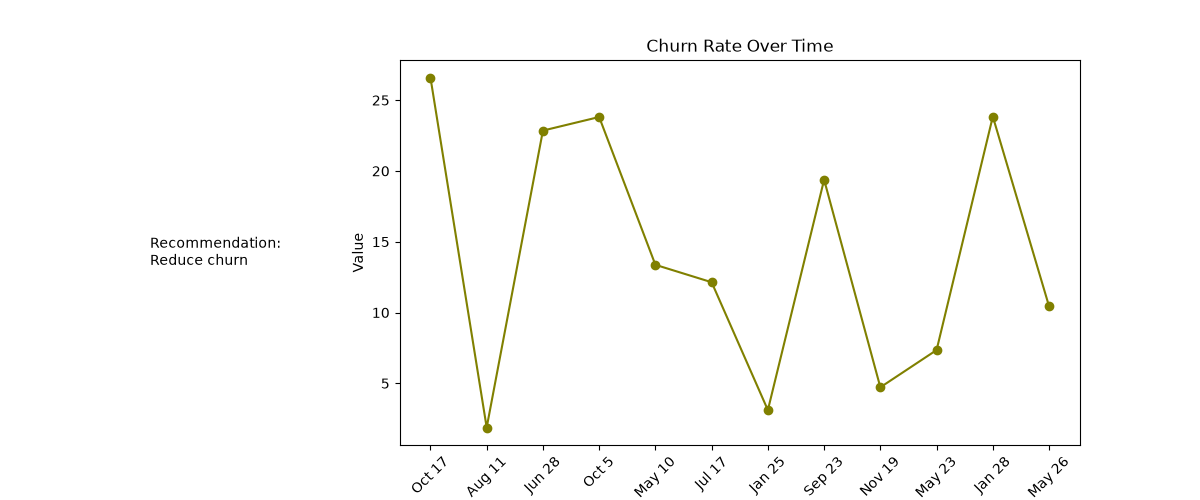 Churn Rate Over Time
Recommendation:
Reduce churn
Value
25
20
15
10
5
Oct 17
Aug 11
Jun 28
Oct 5
May 10
Jul 17
Jan 25
Sep 23
Nov 19
May 23
Jan 28
May 26